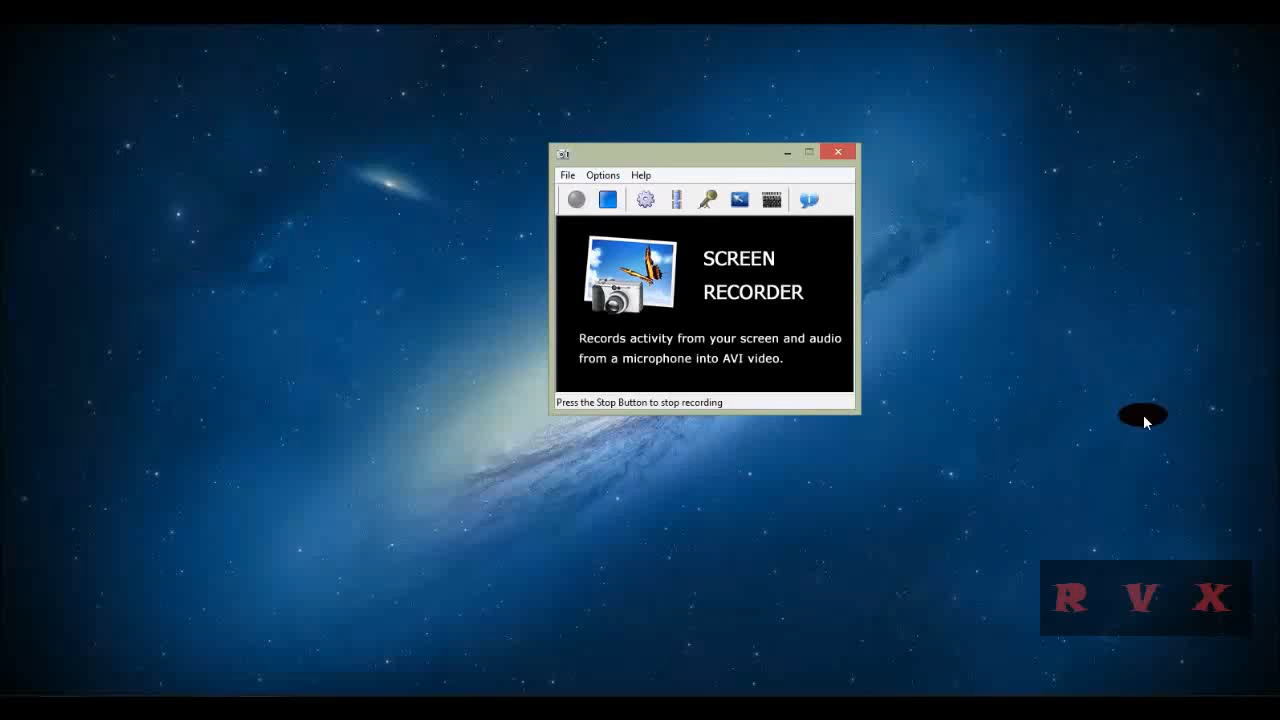 File Options Help
SCREEN
RECORDER
Records activity from your screen and audio
from a microphone into AVI video.
Press the Stop Button to stop recording
R V X